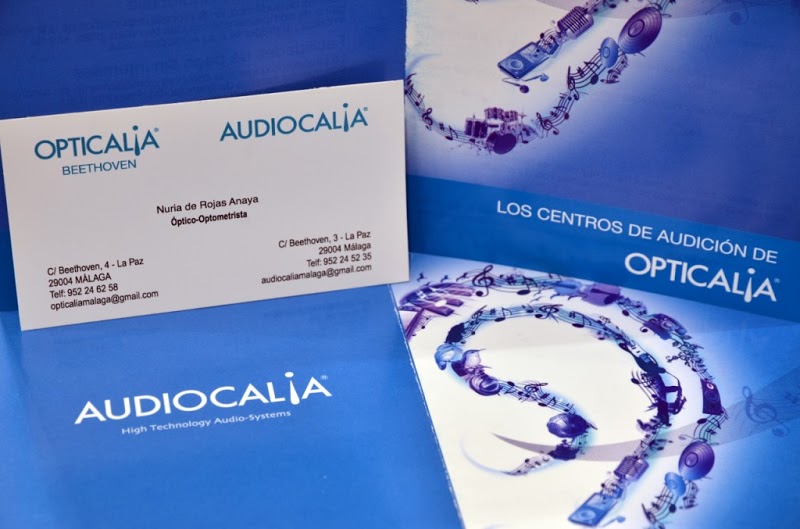 OPTICALIA®
BEETHOVEN
AUDIOCALIA®
Nuria de Rojas Anaya
Óptico-Optometrista
C/ Beethoven, 4 - La Paz
29004 MÁLAGA
Telf: 952 24 62 58
opticaliamalaga@gmail.com
C/ Beethoven, 3 - La Paz
29004 Málaga
Telf: 952 24 52 35
audiocaliamalaga@gmail.com
LOS CENTROS DE AUDICIÓN DE
OPTICALIA®
AUDIOCALIA®
High Technology Audio-Systems